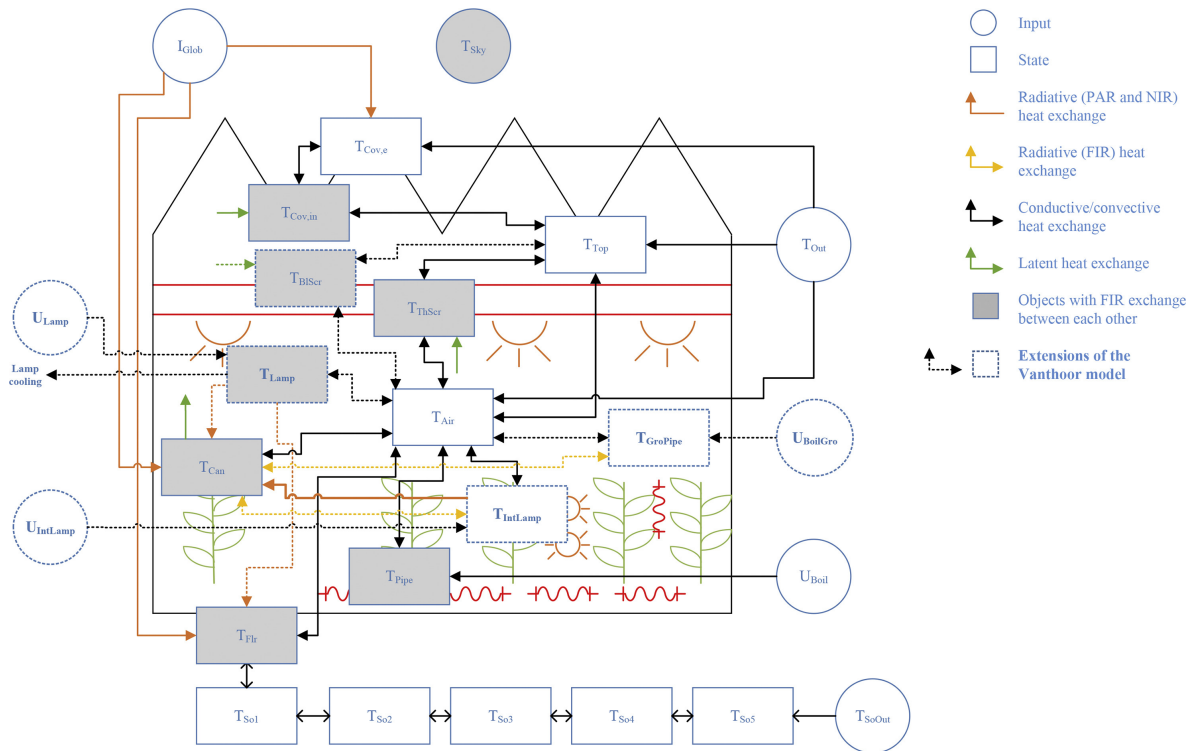 I_Glob
T_Sky
T_Cov,e
T_Cov,in
T_Top
T_Out
T_BlScr
T_ThScr
U_Lamp
T_Lamp
Lamp
cooling
T_Air
T_GroPipe
U_BoilGro
T_Can
U_IntLamp
T_IntLamp
T_Pipe
U_Boil
T_Flr
T_So1
T_So2
T_So3
T_So4
T_So5
T_SoOut
Input
State
Radiative (PAR and NIR)
heat exchange
Radiative (FIR) heat
exchange
Conductive/convective
heat exchange
Latent heat exchange
Objects with FIR exchange
between each other
Extensions of the
Vanthoor model